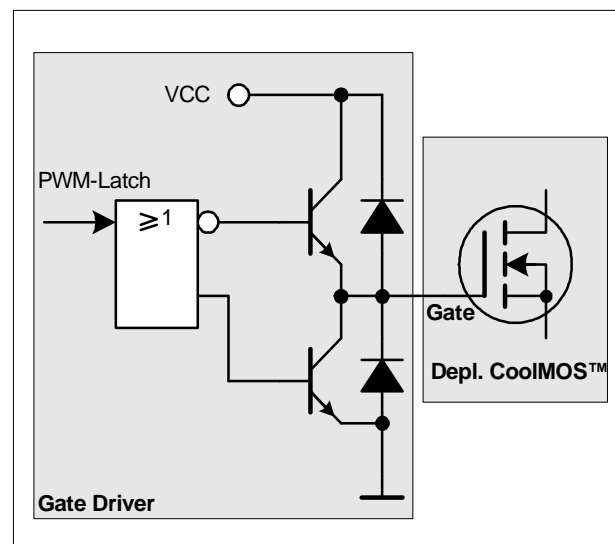 VCC
PWM-Latch
≥1
Gate
Depl. CoolMOS™
Gate Driver